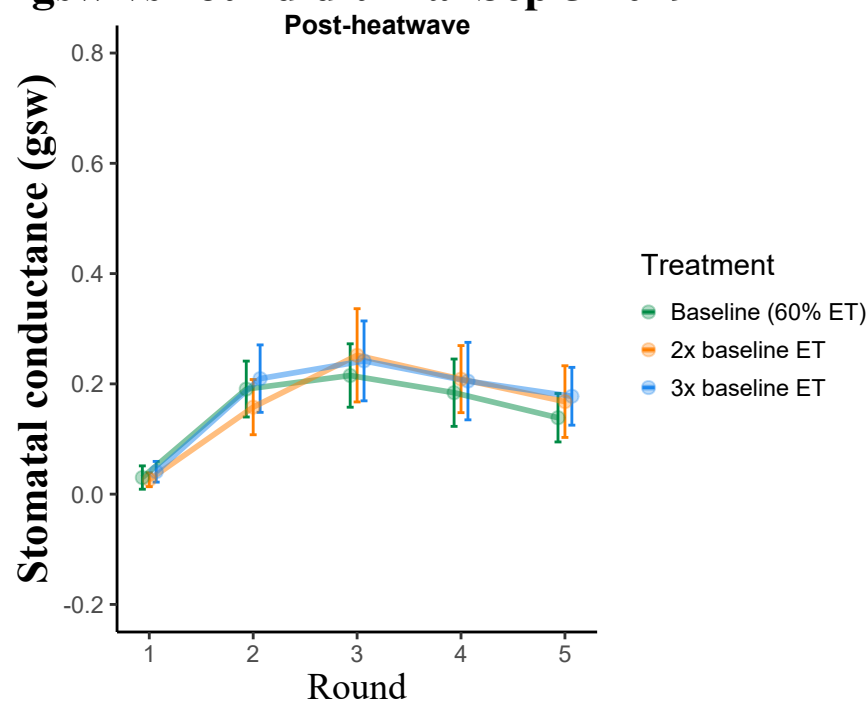 Post-heatwave
Stomatal conductance (gsw)
0.8
0.6
0.4
0.2
0.0
-0.2
1 2 3 4 5
Round
Treatment
Baseline (60% ET)
2x baseline ET
3x baseline ET